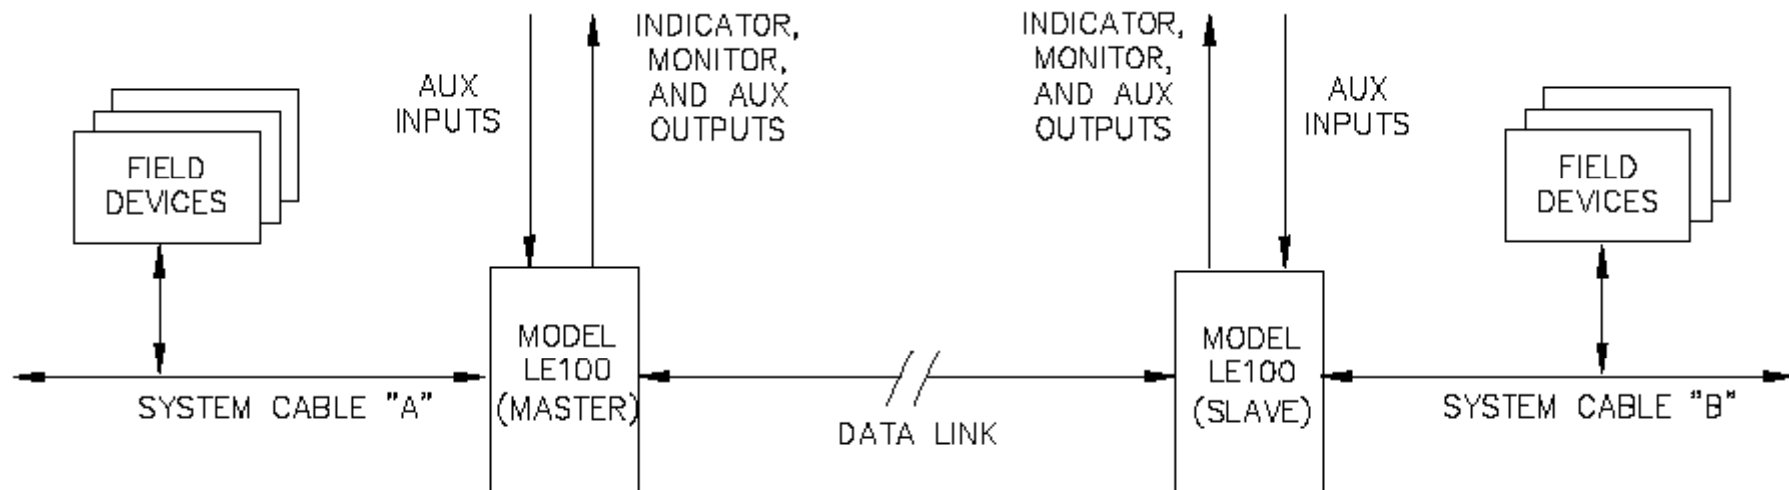 INDICATOR,
MONITOR,
AND AUX
OUTPUTS
AUX
INPUTS
FIELD
DEVICES
INDICATOR,
MONITOR,
AND AUX
OUTPUTS
AUX
INPUTS
FIELD
DEVICES
MODEL
LE100
(MASTER)
MODEL
LE100
(SLAVE)
SYSTEM CABLE "A"
DATA LINK
SYSTEM CABLE "B"